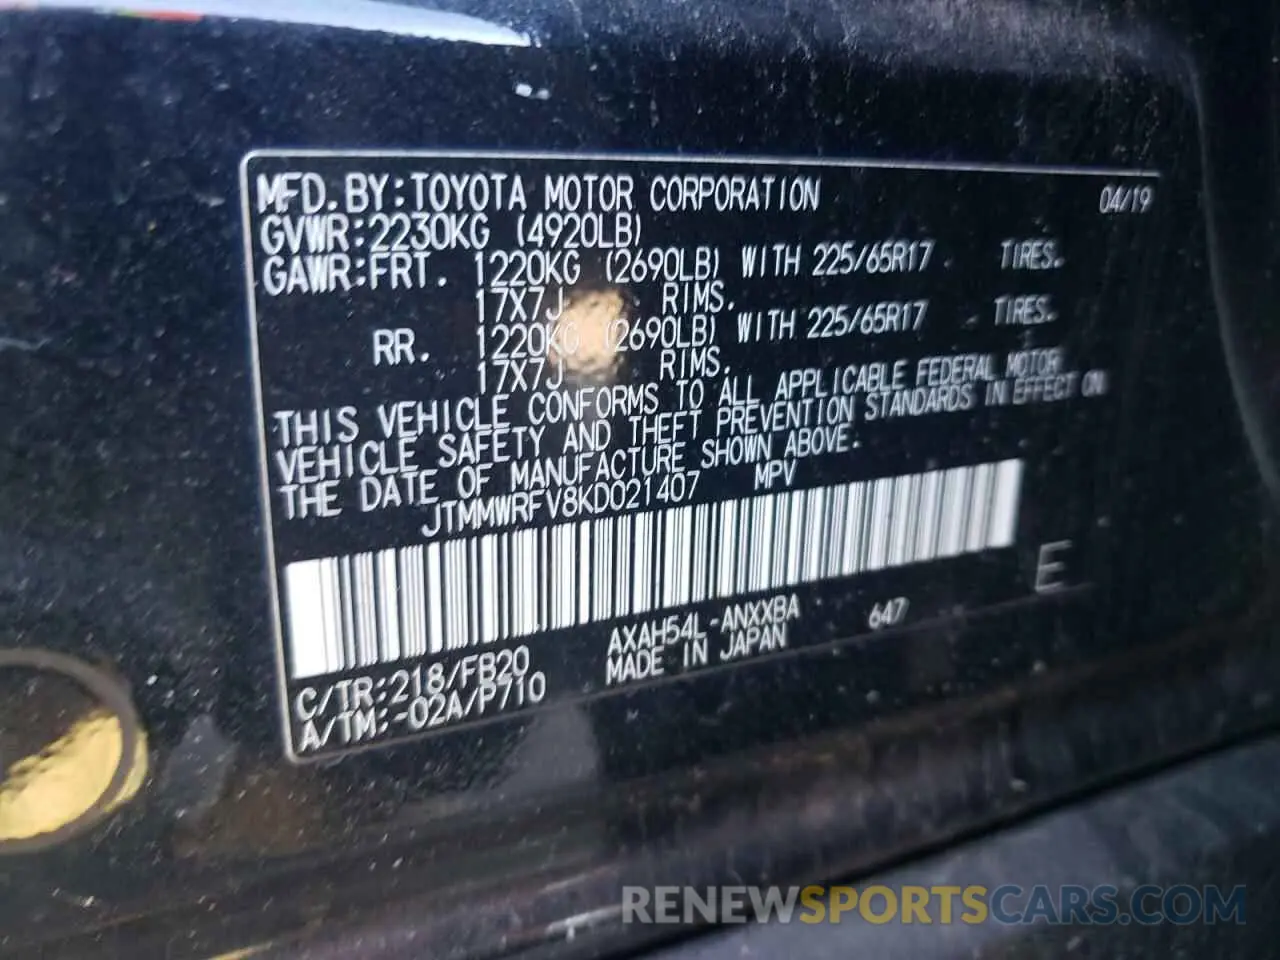 MFD.BY:TOYOTA MOTOR CORPORATION 04/19
GVWR:2230KG (4920LB)
GAWR:FRT. 1220KG (2690LB) WITH 225/65R17 TIRES.
17X7J RIMS.
RR. 1220KG (2690LB) WITH 225/65R17 TIRES.
17X7J RIMS.
THIS VEHICLE CONFORMS TO ALL APPLICABLE FEDERAL MOTOR
VEHICLE SAFETY AND THEFT PREVENTION STANDARDS IN EFFECT ON
THE DATE OF MANUFACTURE SHOWN ABOVE.
JTMMWRFV8KD021407 MPV
E
C/TR:218/FB20 AXAH54L-ANXXBA 647
A/TM:-02A/P710 MADE IN JAPAN
RENEWSPORTSCARS.COM